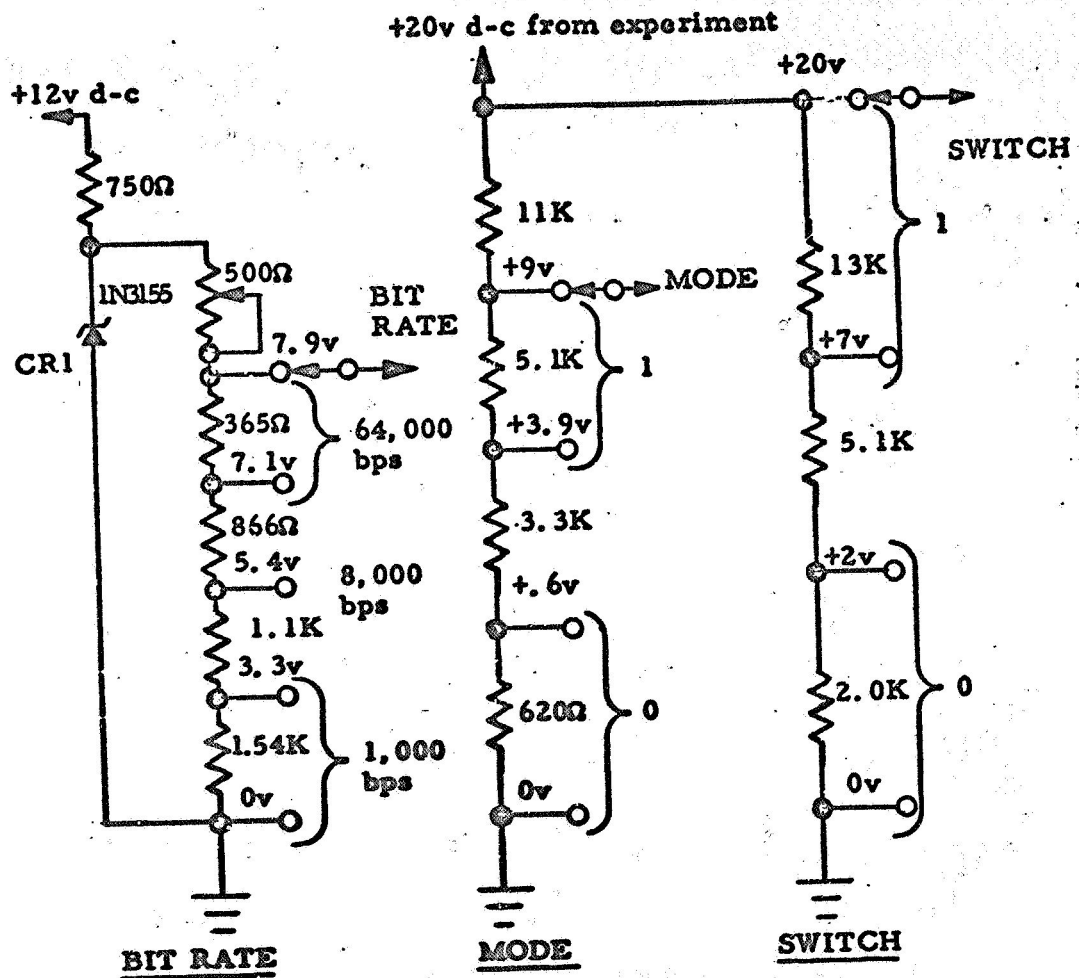 +20v d-c from experiment
+12v d-c
+20v
SWITCH
750Ω
11K
1
13K
500Ω
1N3155
+9v
MODE
BIT
RATE
7.9v
CR1
5.1K
1
+7v
365Ω
64,000
bps
+3.9v
7.1v
5.1K
866Ω
3.3K
5.4v
8,000
bps
+.6v
+2v
1.1K
3.3v
620Ω
0
2.0K
0
1.54K
1,000
bps
0v
0v
0v
BIT RATE
MODE
SWITCH